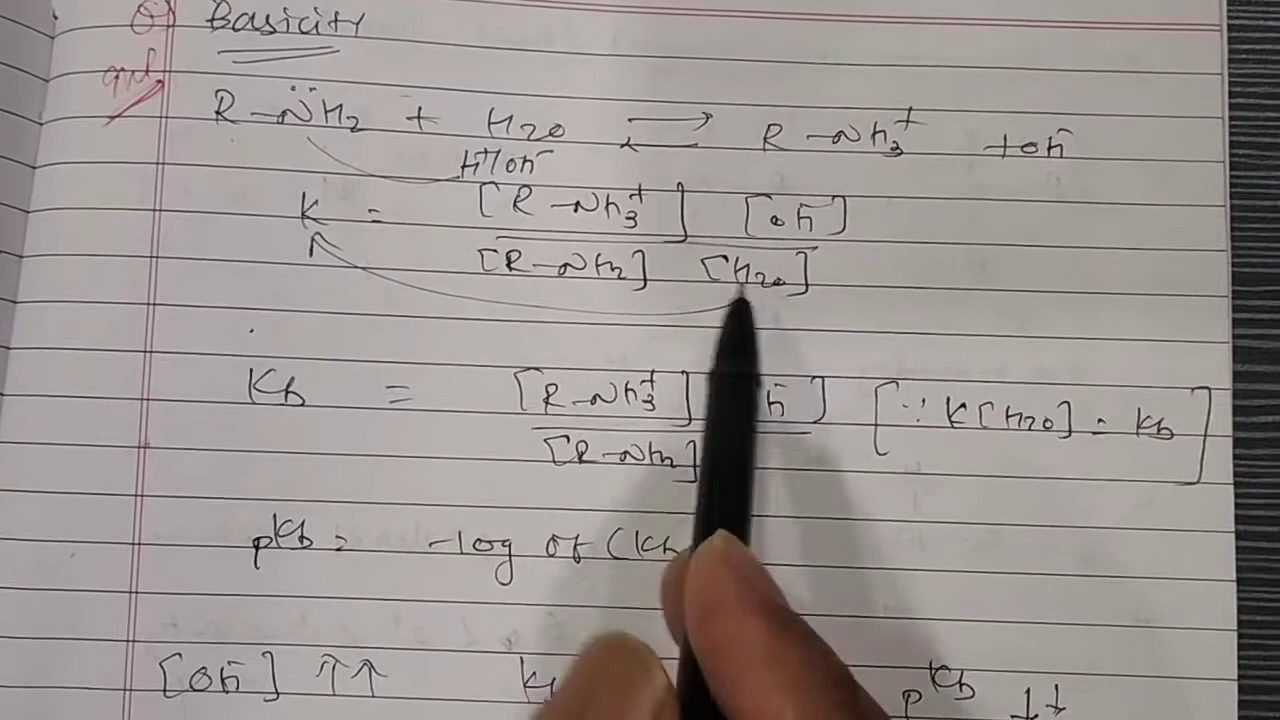 Basicity
R-N̈H₂ + H₂O ⇌ R-Nh₃⁺ + oh⁻
H⁺/oh⁻
K = [R-Nh₃⁺] [oh⁻]
[R-NH₂] [H₂o]
Kb = [R-Nh₃⁺] h⁻] [∵ K[H₂o] = Kb]
[R-NH₂]
pKb = -log of (Kb
[Oh⁻] ↑↑ K pKb ↓↓